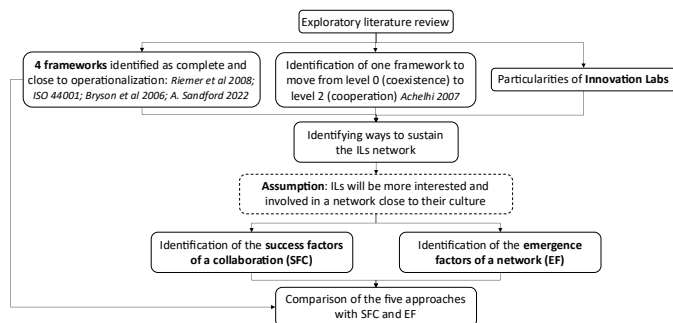 Exploratory literature review
4 frameworks identified as complete and
close to operationalization: Riemer et al 2008;
ISO 44001; Bryson et al 2006; A. Sandford 2022
Identification of one framework to
move from level 0 (coexistence) to
level 2 (cooperation) Achelhi 2007
Particularities of Innovation Labs
Identifying ways to sustain
the ILs network
Assumption: ILs will be more interested and
involved in a network close to their culture
Identification of the success factors
of a collaboration (SFC)
Identification of the emergence
factors of a network (EF)
Comparison of the five approaches
with SFC and EF